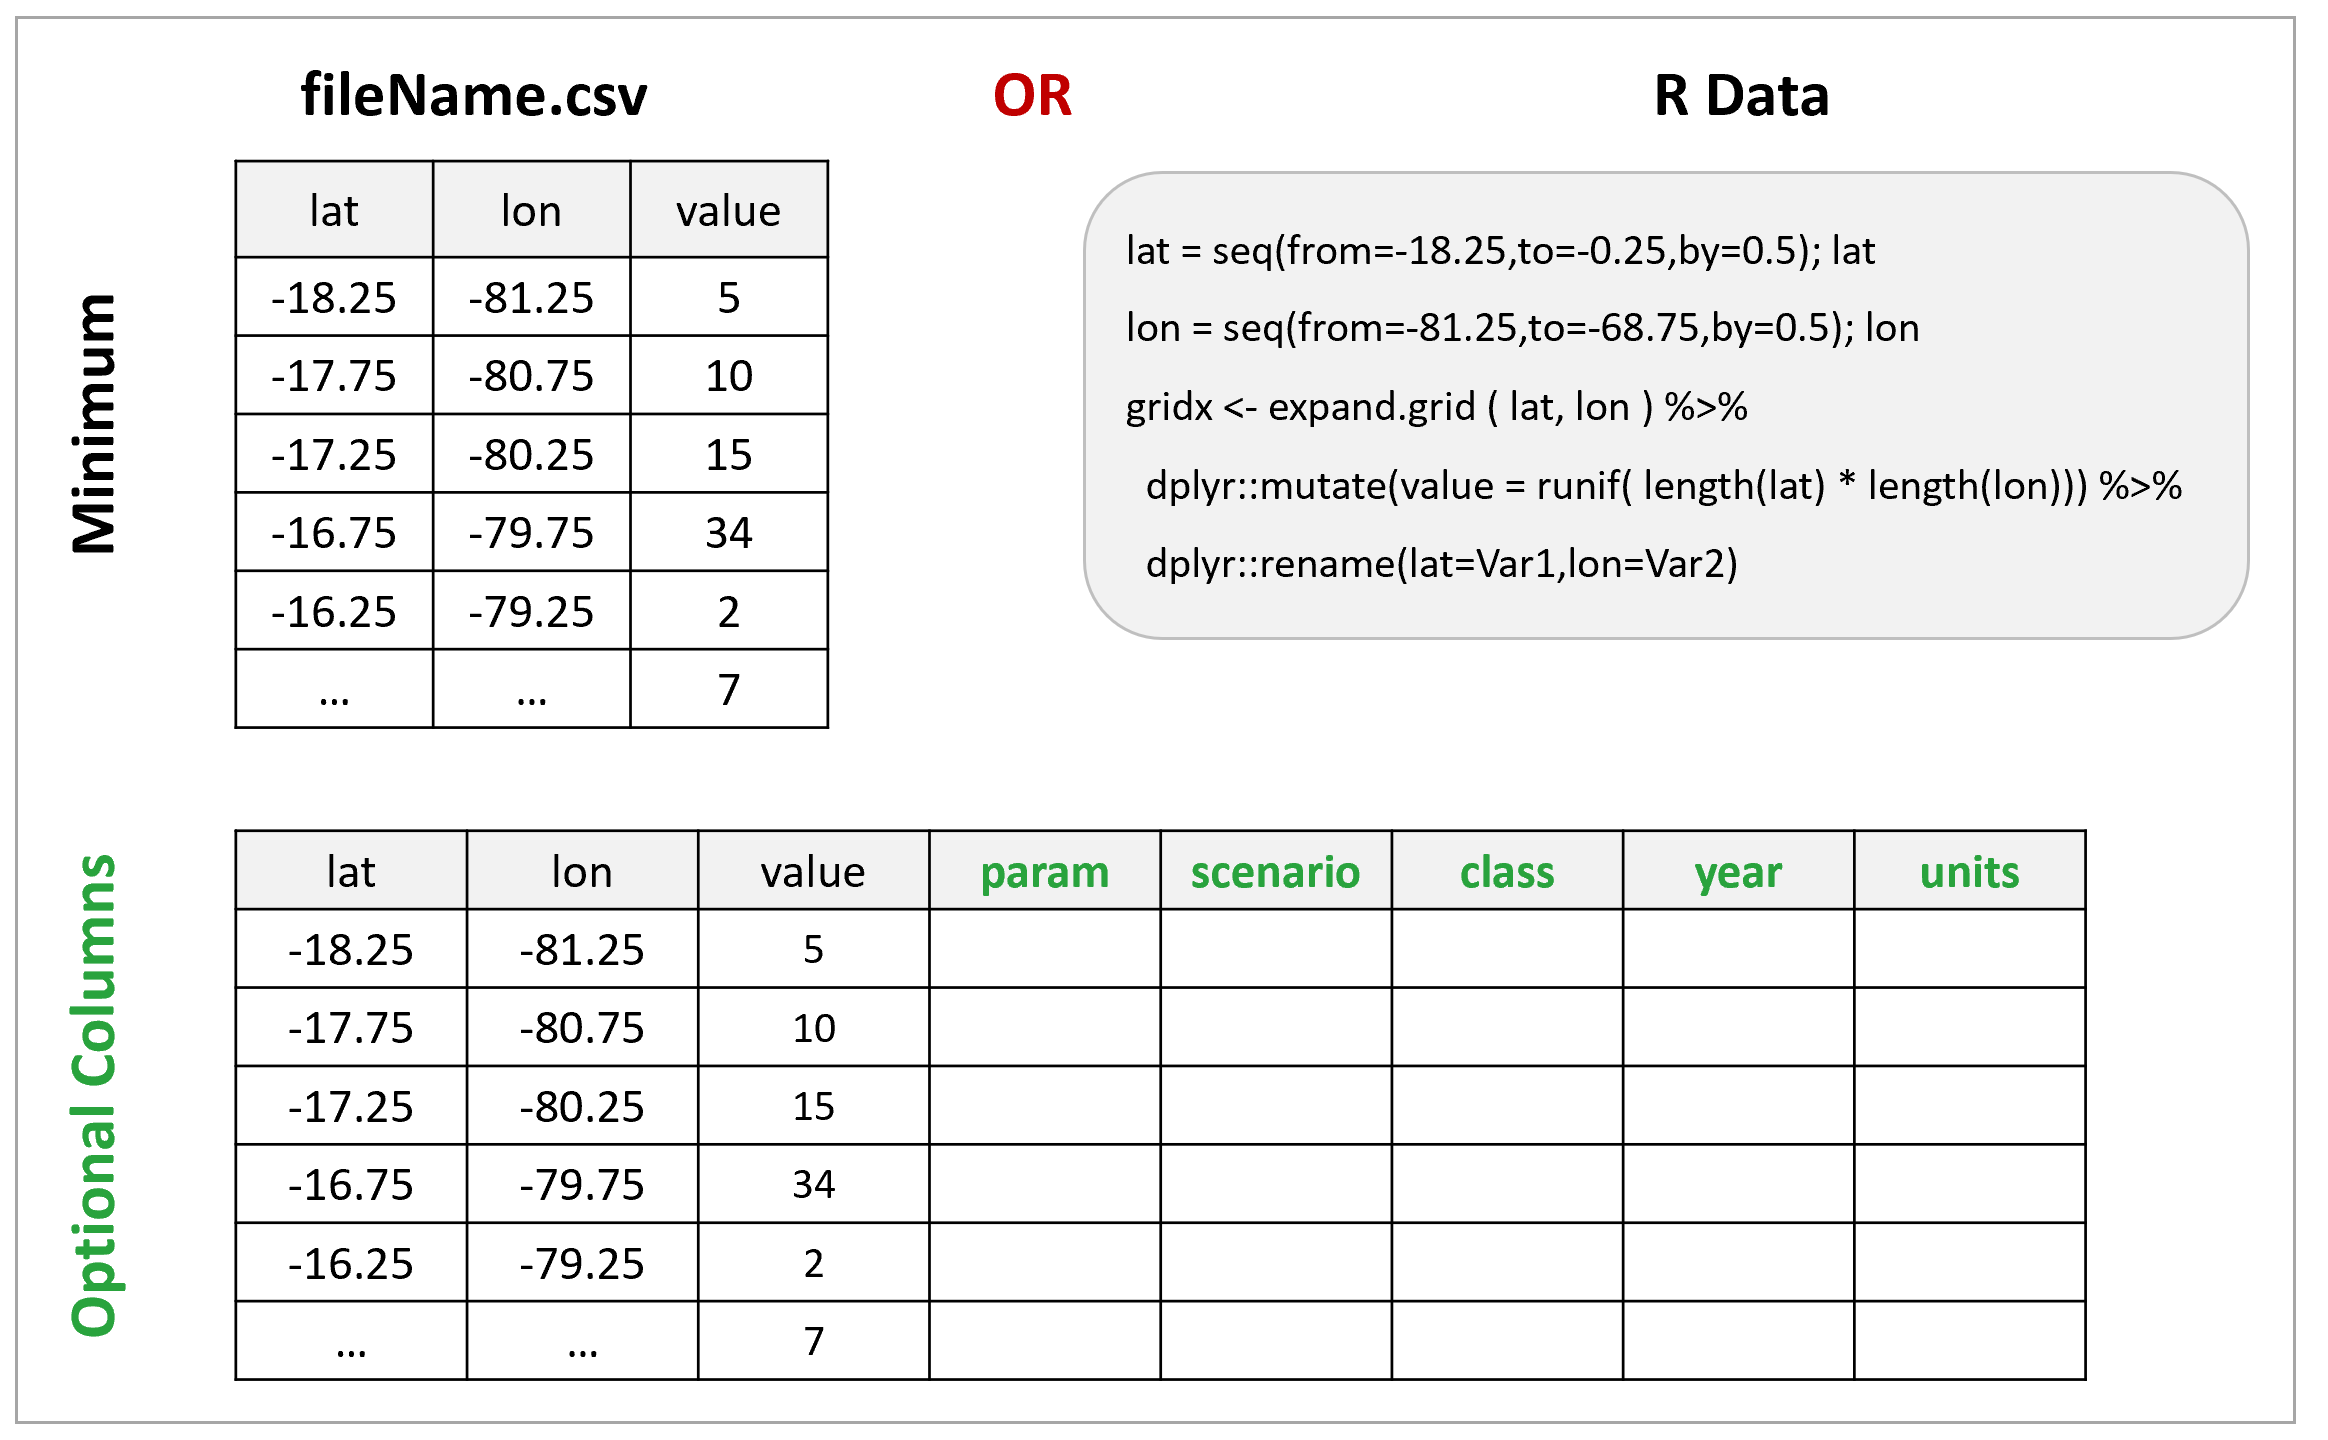 fileName.csv OR R Data
Minimum
lat lon value
-18.25 -81.25 5
-17.75 -80.75 10
-17.25 -80.25 15
-16.75 -79.75 34
-16.25 -79.25 2
... ... 7
lat = seq(from=-18.25,to=-0.25,by=0.5); lat
lon = seq(from=-81.25,to=-68.75,by=0.5); lon
gridx <- expand.grid ( lat, lon ) %>%
dplyr::mutate(value = runif( length(lat) * length(lon))) %>%
dplyr::rename(lat=Var1,lon=Var2)
Optional Columns
lat lon value param scenario class year units
-18.25 -81.25 5
-17.75 -80.75 10
-17.25 -80.25 15
-16.75 -79.75 34
-16.25 -79.25 2
... ... 7